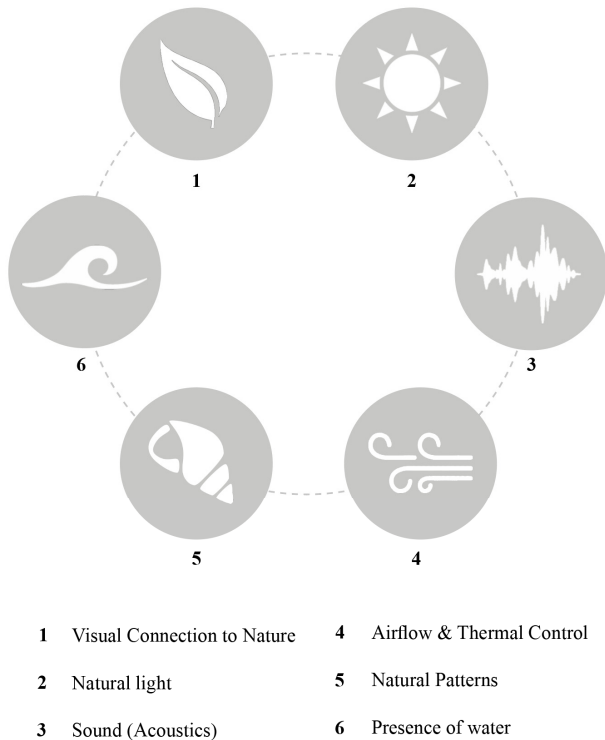 1
2
3
4
5
6
1 Visual Connection to Nature
2 Natural light
3 Sound (Acoustics)
4 Airflow & Thermal Control
5 Natural Patterns
6 Presence of water